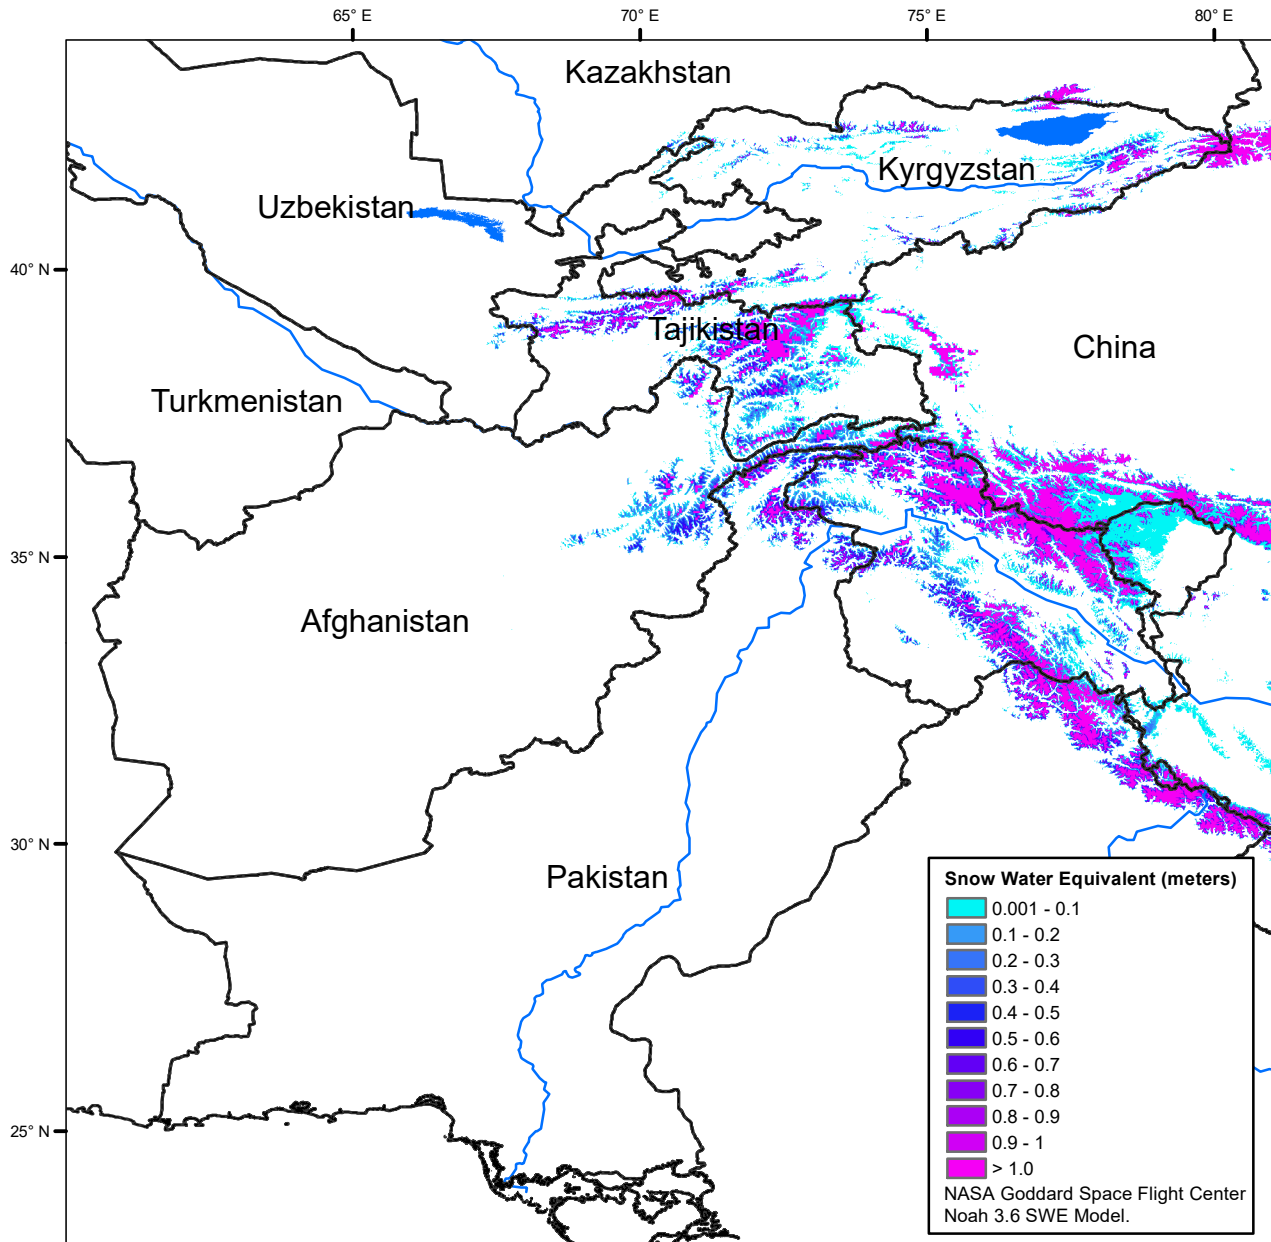 65° E
70° E
75° E
80° E
Kazakhstan
Kyrgyzstan
Uzbekistan
40° N
Tajikistan
China
Turkmenistan
35° N
Afghanistan
30° N
Pakistan
25° N
Snow Water Equivalent (meters)
0.001 - 0.1
0.1 - 0.2
0.2 - 0.3
0.3 - 0.4
0.4 - 0.5
0.5 - 0.6
0.6 - 0.7
0.7 - 0.8
0.8 - 0.9
0.9 - 1
> 1.0
NASA Goddard Space Flight Center
Noah 3.6 SWE Model.